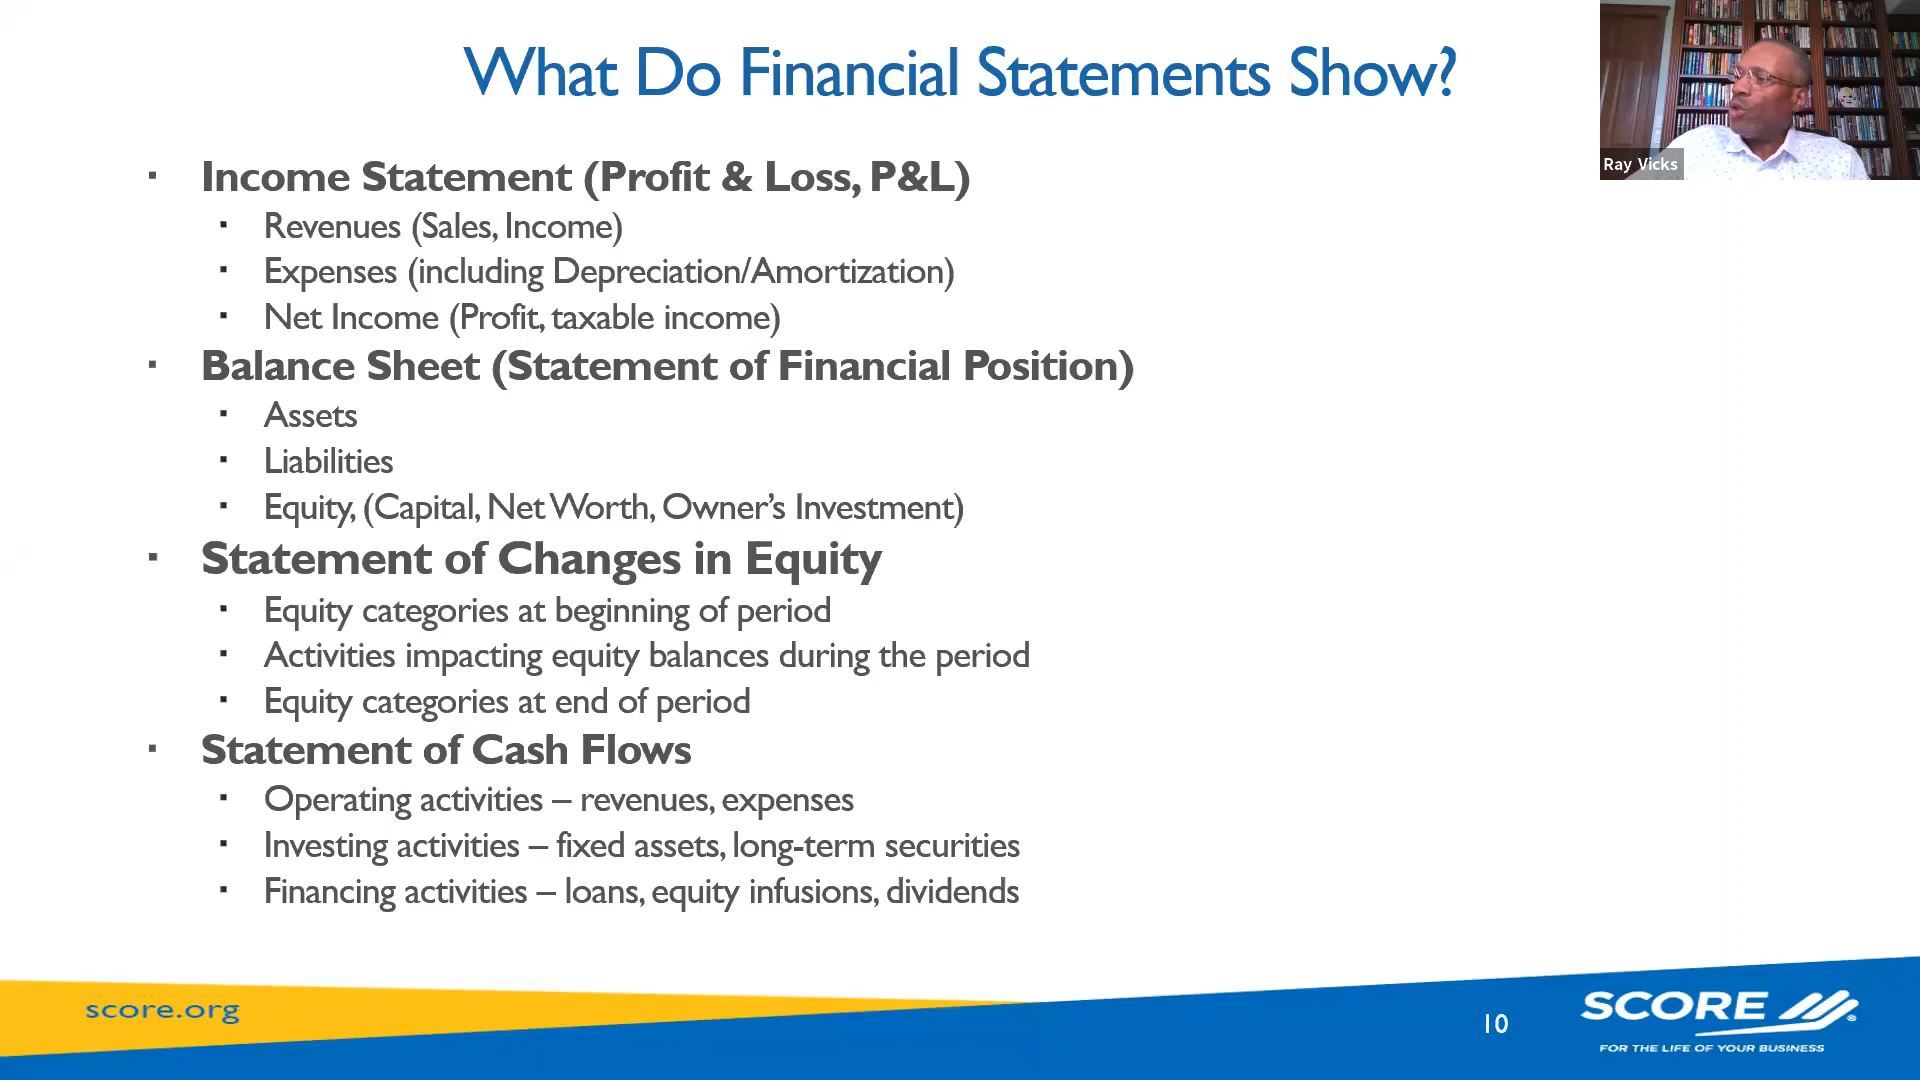 What Do Financial Statements Show?
Ray Vicks
Income Statement (Profit & Loss, P&L)
Revenues (Sales, Income)
Expenses (including Depreciation/Amortization)
Net Income (Profit, taxable income)
Balance Sheet (Statement of Financial Position)
Assets
Liabilities
Equity, (Capital, Net Worth, Owner’s Investment)
Statement of Changes in Equity
Equity categories at beginning of period
Activities impacting equity balances during the period
Equity categories at end of period
Statement of Cash Flows
Operating activities – revenues, expenses
Investing activities – fixed assets, long-term securities
Financing activities – loans, equity infusions, dividends
score.org
10
SCORE
FOR THE LIFE OF YOUR BUSINESS